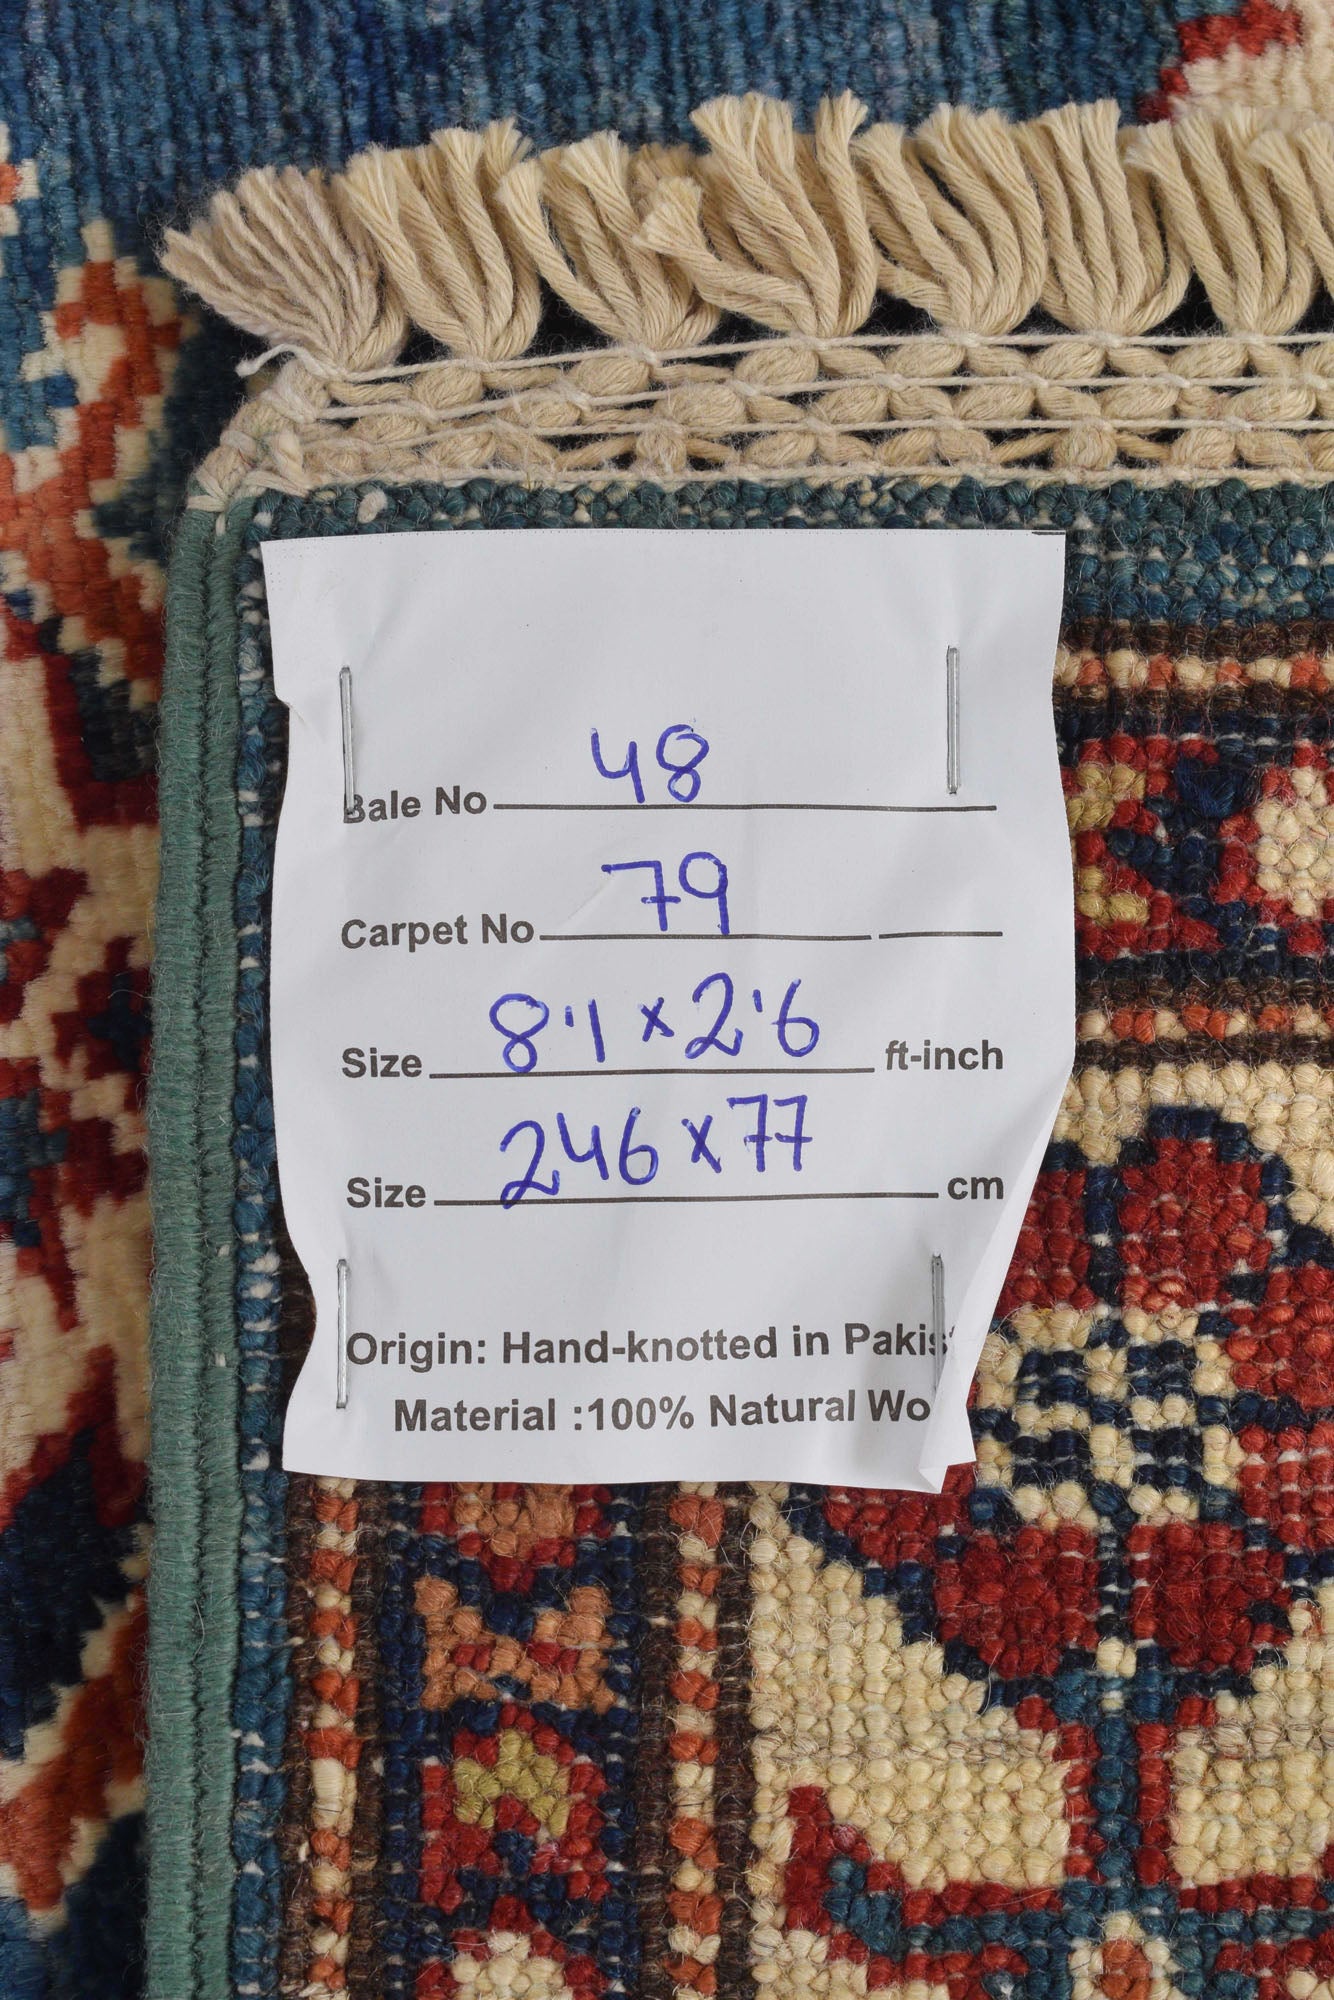 Bale No 48
Carpet No 79
Size 8'1 x 2'6 ft-inch
Size 246 x 77 cm
Origin: Hand-knotted in Pakis
Material :100% Natural Wo